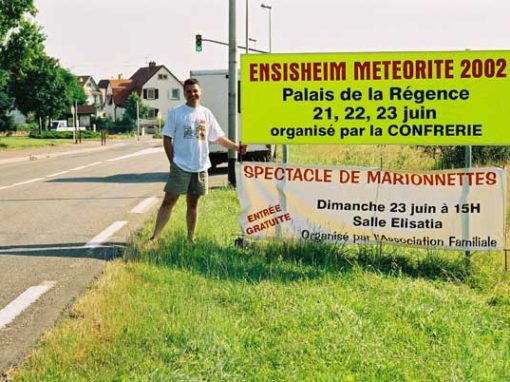 ENSISHEIM METEORITE 2002
Palais de la Régence
21, 22, 23 juin
organisé par la CONFRERIE
SPECTACLE DE MARIONNETTES
ENTRÉE
GRATUITE
Dimanche 23 juin à 15H
Salle Elisatia
Organisé par l'Association Familiale